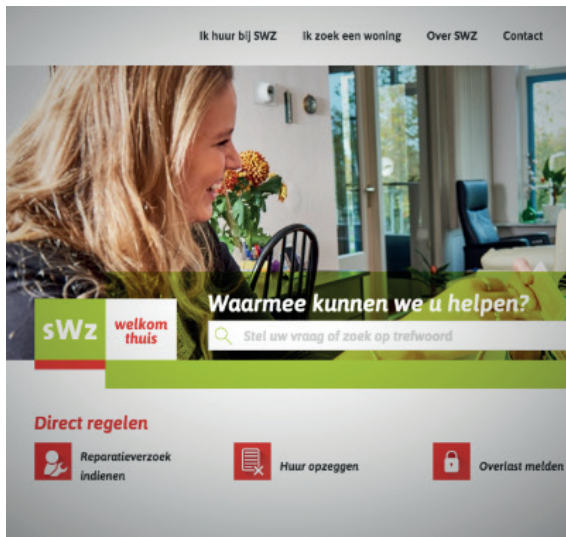 Ik huur bij SWZ Ik zoek een woning Over SWZ Contact
Waarmee kunnen we u helpen?
sWz
welkom
thuis
Stel uw vraag of zoek op trefwoord
Direct regelen
Reparatieverzoek
indienen
Huur opzeggen
Overlast melden